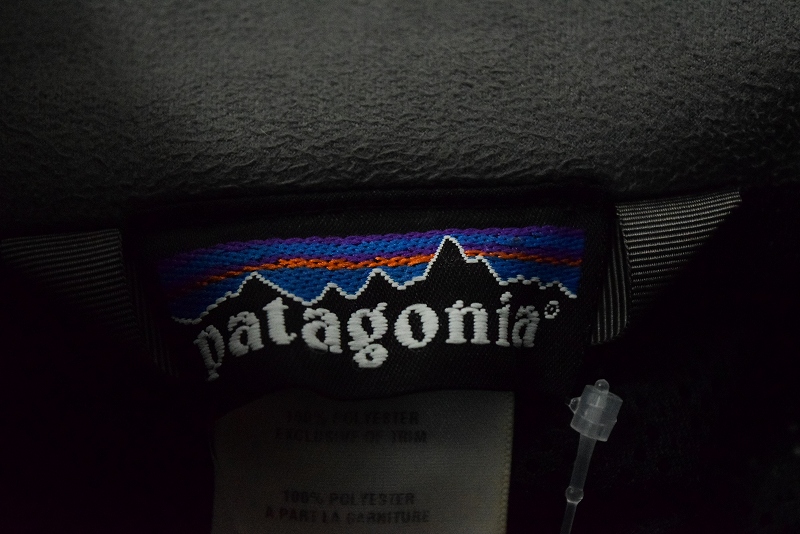 patagonia®
100% POLYESTER
EXCLUSIVE OF TRIM
100% POLYESTER
À PART LA GARNITURE